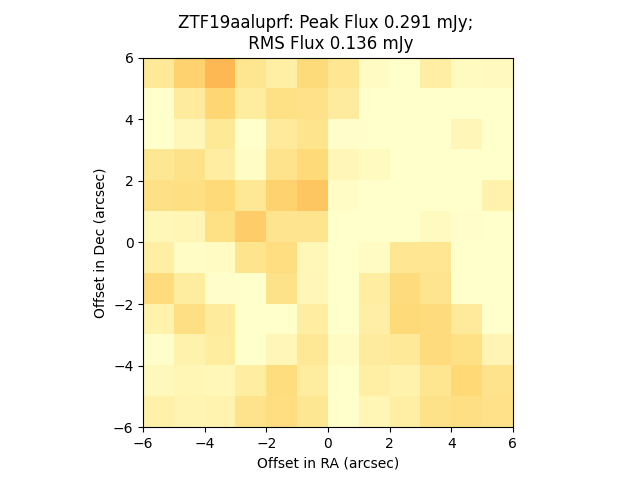 ZTF19aaluprf: Peak Flux 0.291 mJy;
RMS Flux 0.136 mJy
6
4
2
0
−2
−4
−6
Offset in Dec (arcsec)
−6 −4 −2 0 2 4 6
Offset in RA (arcsec)